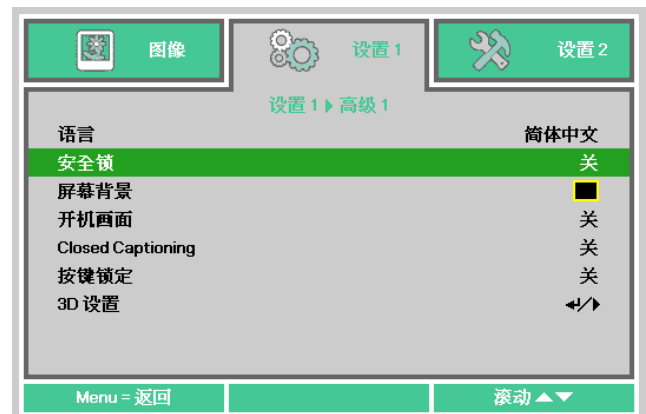 图像 设置 1 设置 2
设置 1 高级 1
语言 简体中文
安全锁 关
屏幕背景
开机画面 关
Closed Captioning 关
按键锁定 关
3D 设置 /
Menu = 返回 滚动